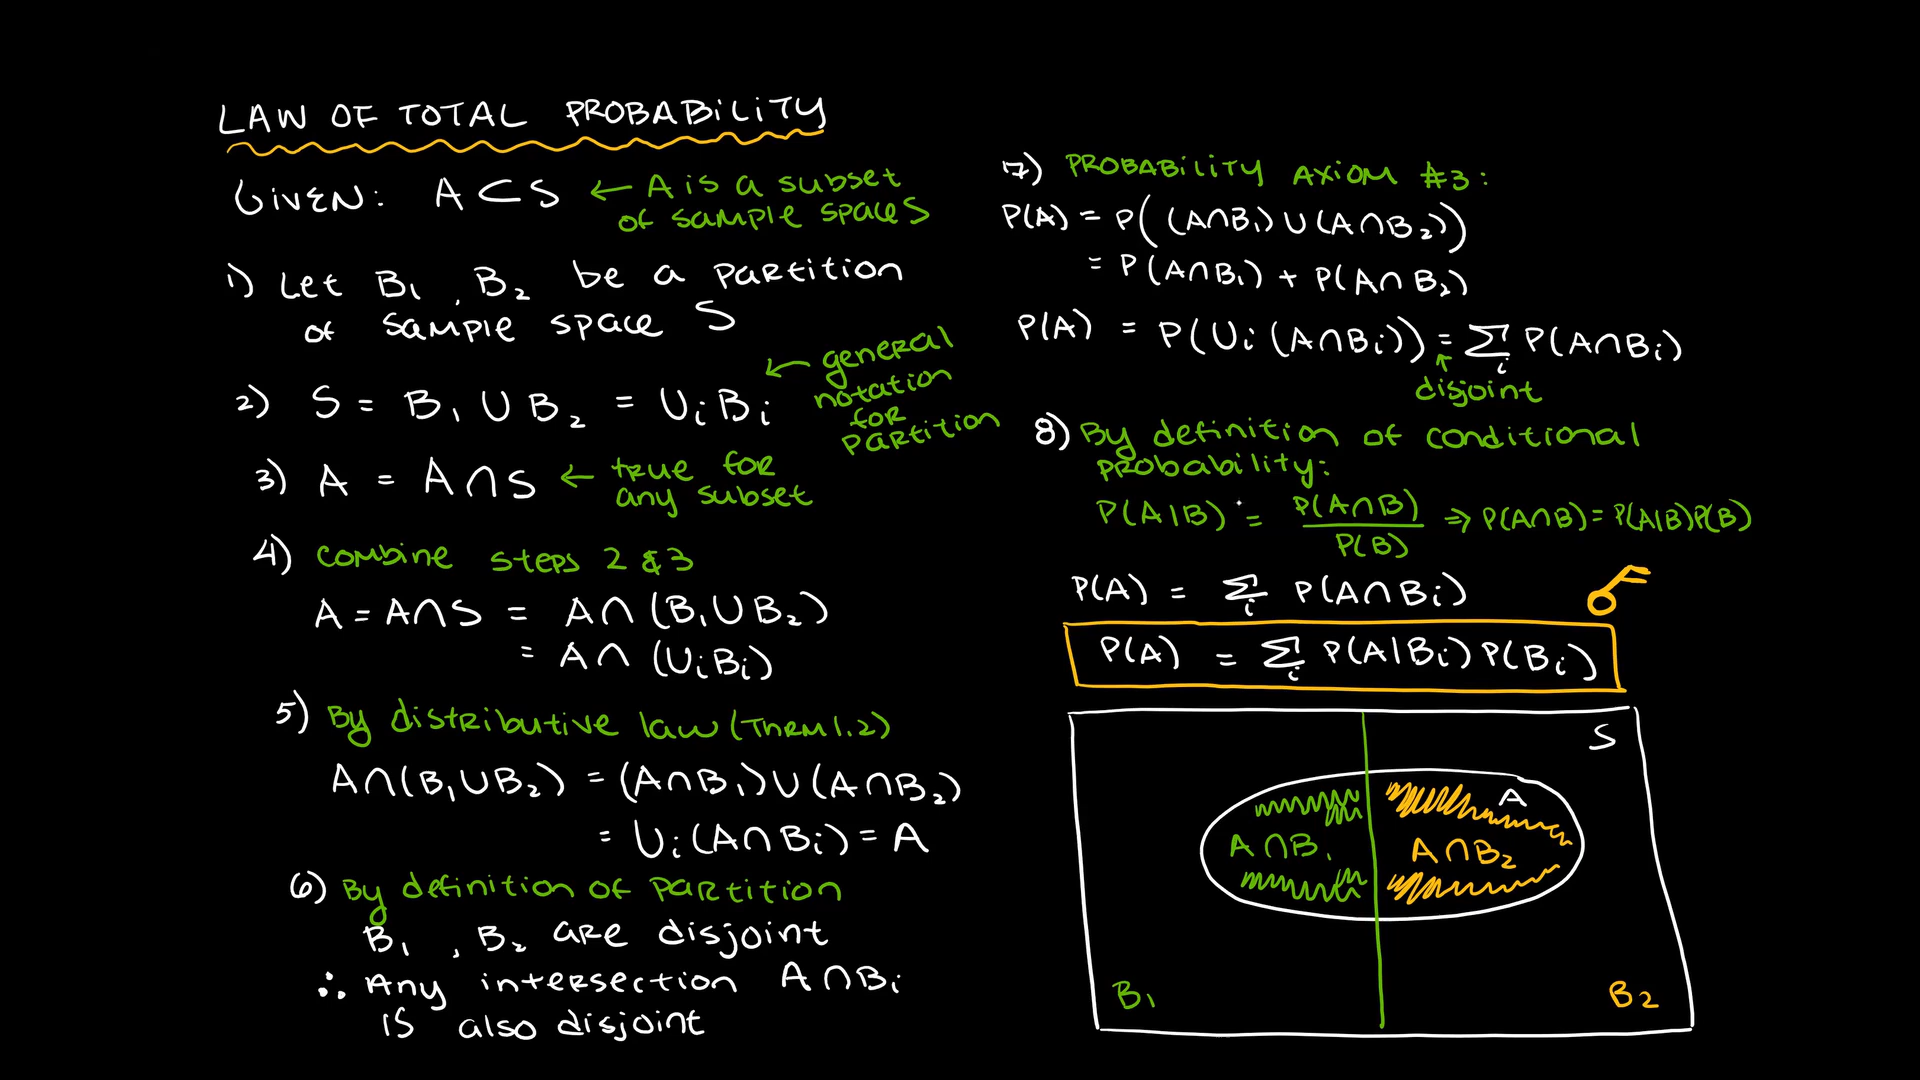 LAW OF TOTAL PROBABILITY
GIVEN: A ⊂ S ← A is a subset
of sample space S
1) Let B₁, B₂ be a partition
of sample space S
2) S = B₁ ∪ B₂ = ∪ᵢBᵢ ← general
notation
for
partition
3) A = A ∩ S ← true for
any subset
4) Combine steps 2 & 3
A = A∩S = A∩ (B₁∪B₂)
= A∩ (∪ᵢBᵢ)
5) By distributive law (Thrm 1.2)
A∩(B₁∪B₂) = (A∩B₁)∪(A∩B₂)
= ∪ᵢ(A∩Bᵢ) = A
6) By definition of partition
B₁, B₂ are disjoint
∴ Any intersection A∩Bᵢ
is also disjoint
7) PROBABILITY AXIOM #3:
P(A) = P((A∩B₁)∪(A∩B₂))
= P(A∩B₁) + P(A∩B₂)
P(A) = P(∪ᵢ(A∩Bᵢ)) = Σᵢ P(A∩Bᵢ)
↑
disjoint
8) By definition of conditional
probability:
P(A|B) = P(A∩B)/P(B) ⇒ P(A∩B) = P(A|B)P(B)
P(A) = Σᵢ P(A∩Bᵢ)
P(A) = Σᵢ P(A|Bᵢ)P(Bᵢ)
S
A
A∩B₁ A∩B₂
B₁ B₂